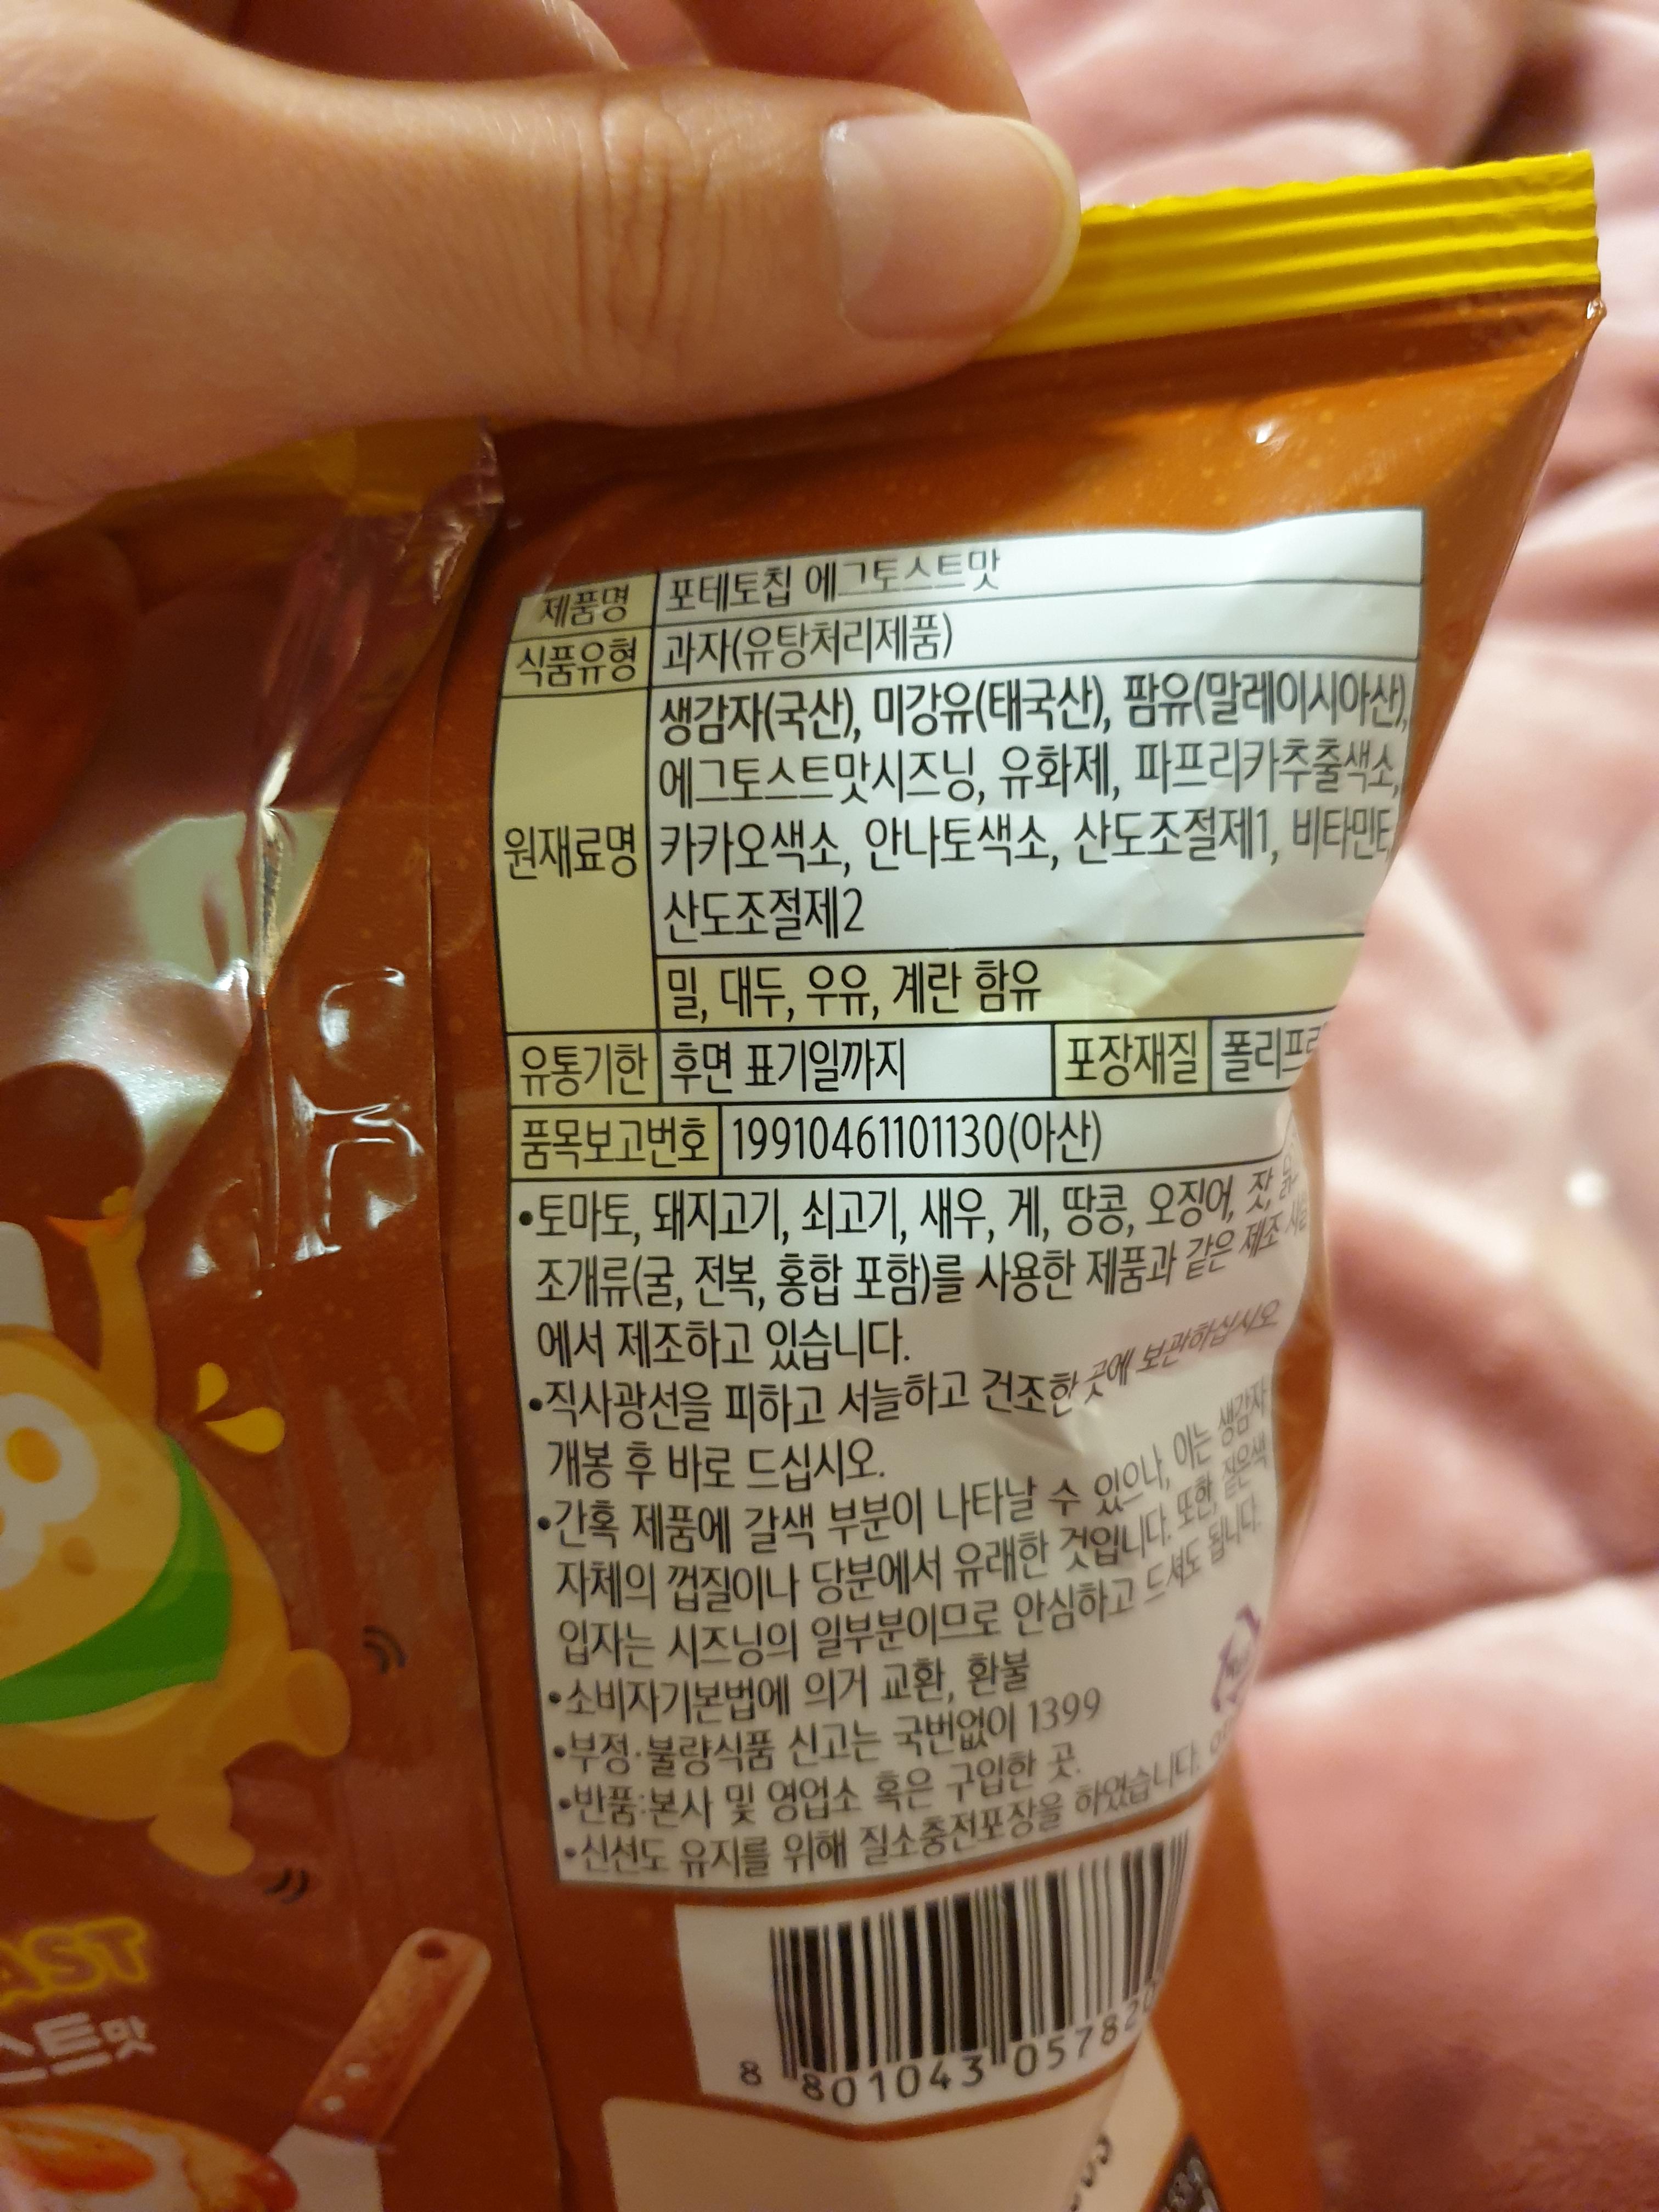 제품명 포테토칩 에그토스트맛
식품유형 과자(유탕처리제품)
원재료명 생감자(국산), 미강유(태국산), 팜유(말레이시아산),
에그토스트맛시즈닝, 유화제, 파프리카추출색소,
카카오색소, 안나토색소, 산도조절제1, 비타민E,
산도조절제2
밀, 대두, 우유, 계란 함유
유통기한 후면 표기일까지 포장재질
품목보고번호 19910461101130(아산)
•토마토, 돼지고기, 쇠고기, 새우, 게, 땅콩, 오징어, 잣,
조개류(굴, 전복, 홍합 포함)를 사용한 제품과 같은 제조
에서 제조하고 있습니다.
•직사광선을 피하고 서늘하고 건조한 곳에 보관하십시오
개봉 후 바로 드십시오.
•간혹 제품에 갈색 부분이 나타날 수 있으나, 이는 생감자
자체의 껍질이나 당분에서 유래한 것입니다. 또한, 짙은색
입자는 시즈닝의 일부분이므로 안심하고 드셔도 됩니다.
•소비자기본법에 의거 교환, 환불
•부정·불량식품 신고는 국번없이 1399
•반품:본사 및 영업소 혹은 구입한 곳.
•신선도 유지를 위해 질소충전포장을 하였습니다.
8 801043 05782
AST
스트맛